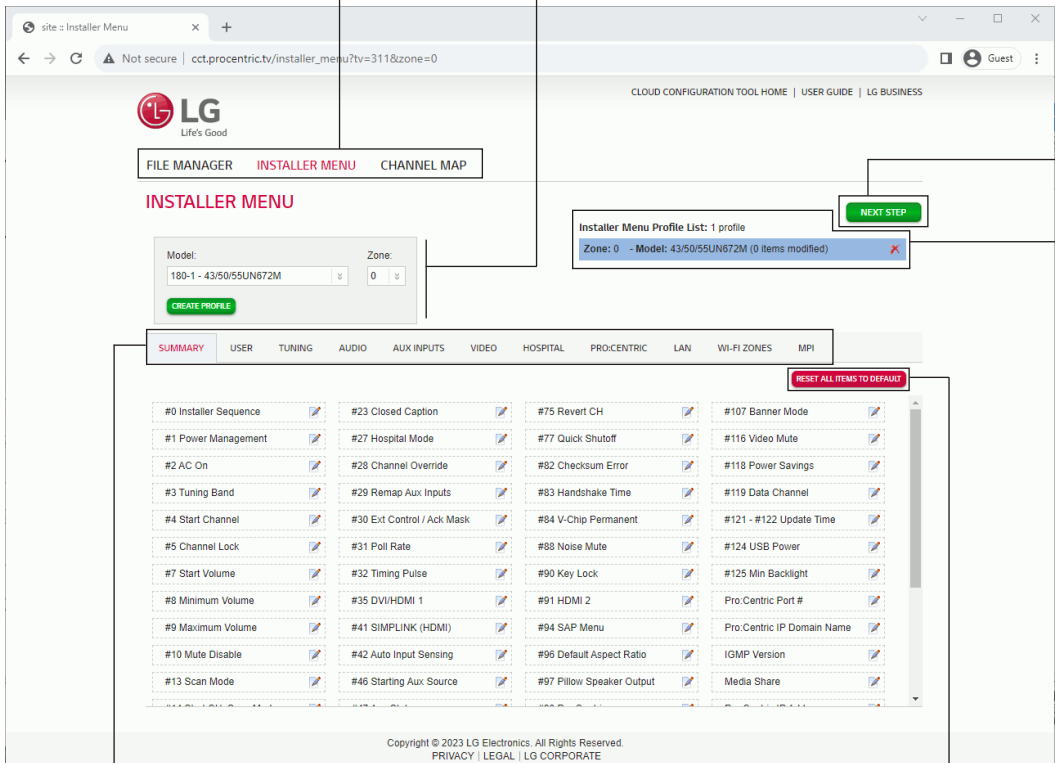 site :: Installer Menu
Not secure | cct.procentric.tv/installer_menu?tv=311&zone=0
Guest
CLOUD CONFIGURATION TOOL HOME | USER GUIDE | LG BUSINESS
LG
Life's Good
FILE MANAGER INSTALLER MENU CHANNEL MAP
INSTALLER MENU
NEXT STEP
Installer Menu Profile List: 1 profile
Zone: 0 - Model: 43/50/55UN672M (0 items modified)
Model: Zone:
180-1 - 43/50/55UN672M 0
CREATE PROFILE
SUMMARY USER TUNING AUDIO AUX INPUTS VIDEO HOSPITAL PRO:CENTRIC LAN WI-FI ZONES MPI
RESET ALL ITEMS TO DEFAULT
#0 Installer Sequence #23 Closed Caption #75 Revert CH #107 Banner Mode
#1 Power Management #27 Hospital Mode #77 Quick Shutoff #116 Video Mute
#2 AC On #28 Channel Override #82 Checksum Error #118 Power Savings
#3 Tuning Band #29 Remap Aux Inputs #83 Handshake Time #119 Data Channel
#4 Start Channel #30 Ext Control / Ack Mask #84 V-Chip Permanent #121 - #122 Update Time
#5 Channel Lock #31 Poll Rate #88 Noise Mute #124 USB Power
#7 Start Volume #32 Timing Pulse #90 Key Lock #125 Min Backlight
#8 Minimum Volume #35 DVI/HDMI 1 #91 HDMI 2 Pro:Centric Port #
#9 Maximum Volume #41 SIMPLINK (HDMI) #94 SAP Menu Pro:Centric IP Domain Name
#10 Mute Disable #42 Auto Input Sensing #96 Default Aspect Ratio IGMP Version
#13 Scan Mode #46 Starting Aux Source #97 Pillow Speaker Output Media Share
Copyright © 2023 LG Electronics. All Rights Reserved.
PRIVACY | LEGAL | LG CORPORATE